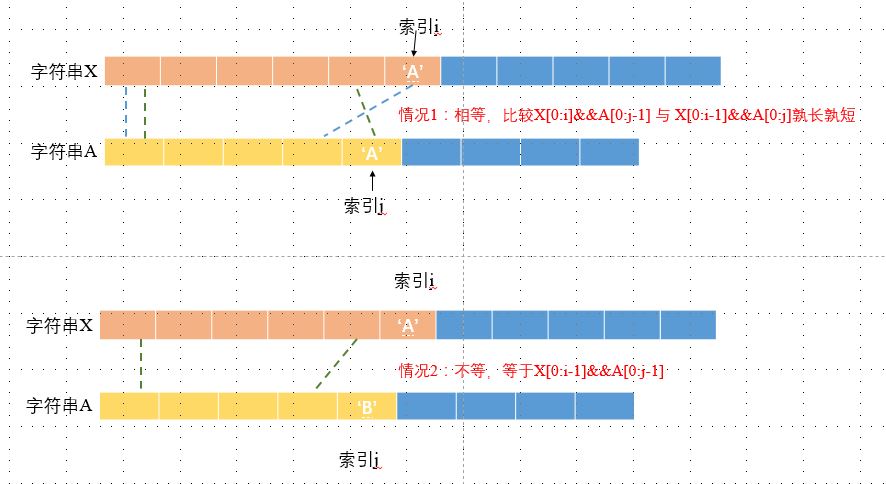 索引i
字符串X
‘A’
情况1：相等，比较X[0:i]&&A[0:j-1] 与 X[0:i-1]&&A[0:j]孰长孰短
字符串A
‘A’
索引j
索引i
字符串X
‘A’
情况2：不等，等于X[0:i-1]&&A[0:j-1]
字符串A
‘B’
索引j